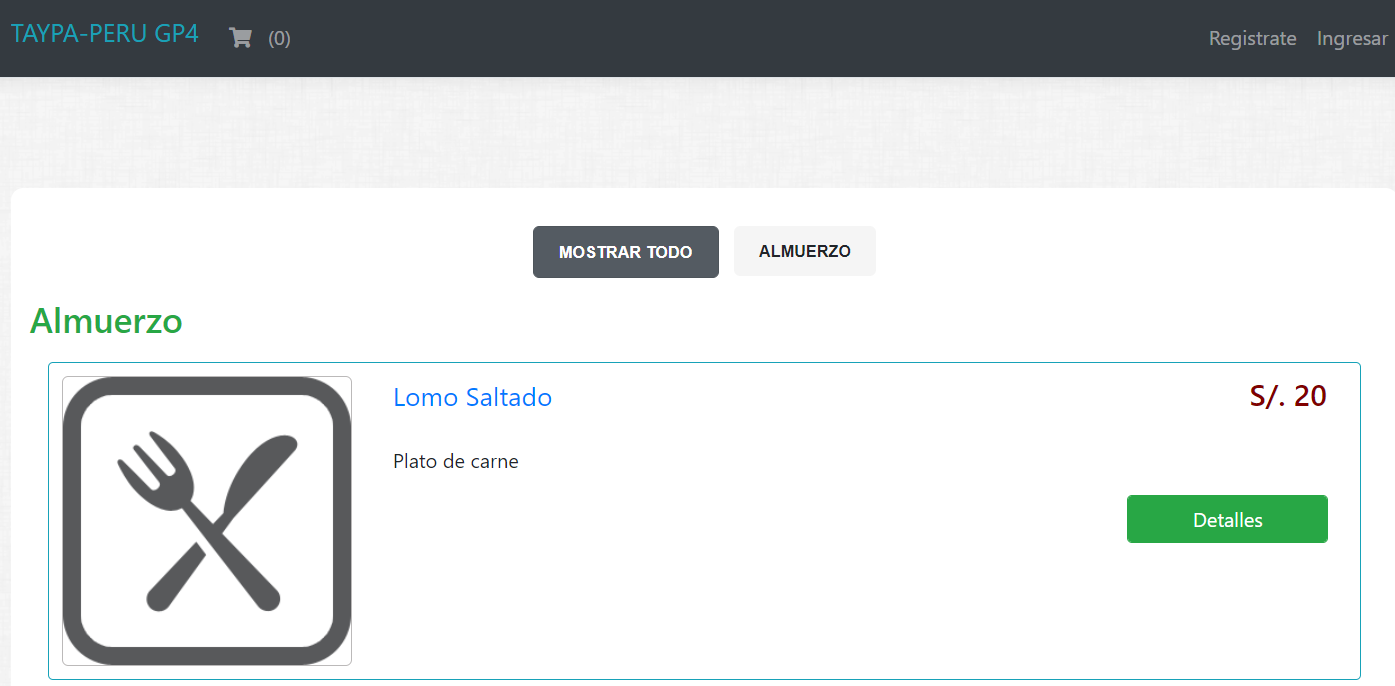 TAYPA-PERU GP4 (0) Registrate Ingresar
MOSTRAR TODO ALMUERZO
Almuerzo
Lomo Saltado S/. 20
Plato de carne
Detalles